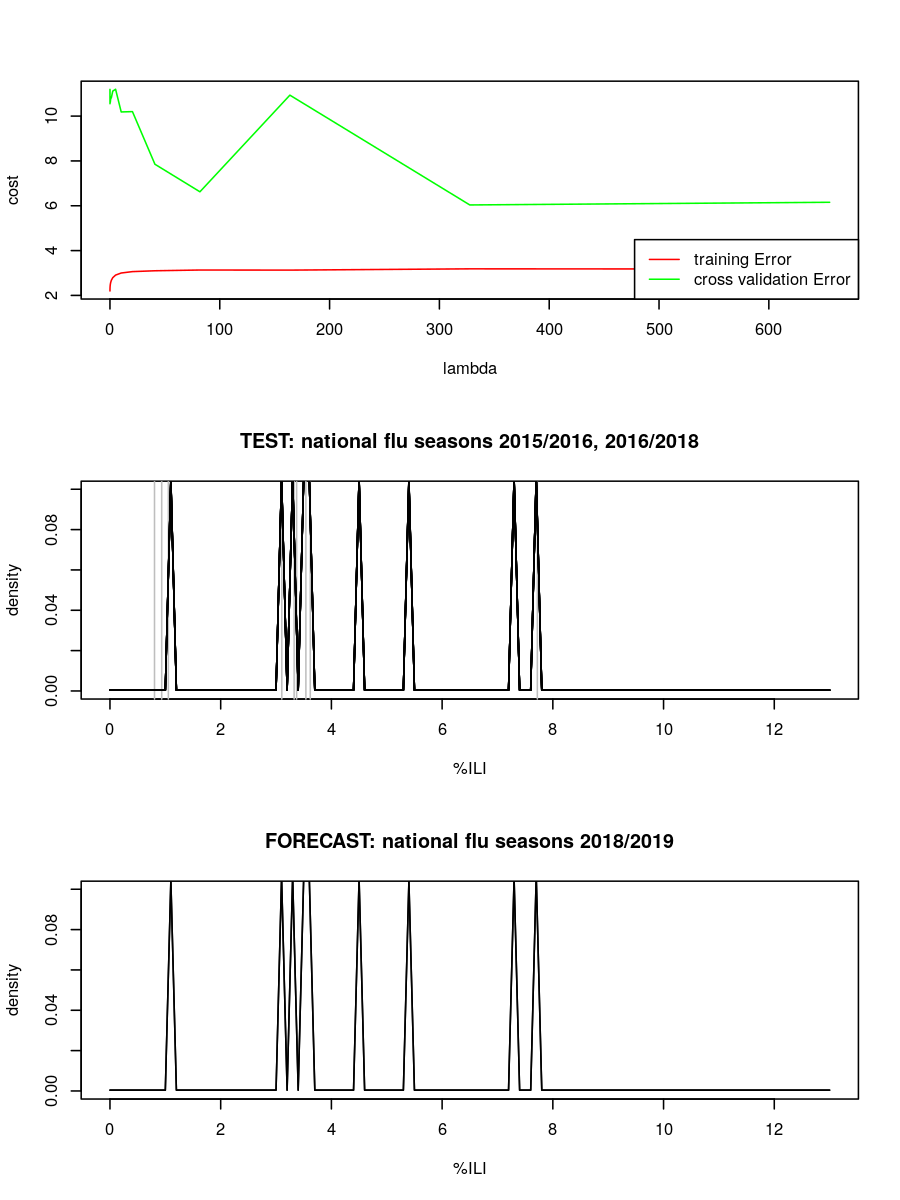 10
8
6
4
2
cost
training Error
cross validation Error
0 100 200 300 400 500 600
lambda
TEST: national flu seasons 2015/2016, 2016/2018
0.08
0.04
0.00
density
0 2 4 6 8 10 12
%ILI
FORECAST: national flu seasons 2018/2019
0.08
0.04
0.00
density
0 2 4 6 8 10 12
%ILI